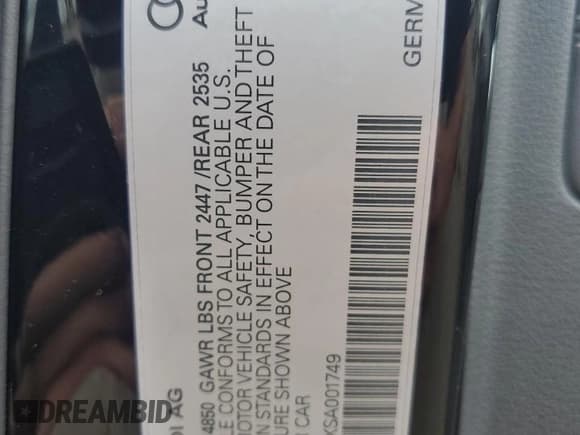 Au
GERM
DI AG
4850 GAWR LBS FRONT 2447 /REAR 2535
LE CONFORMS TO ALL APPLICABLE U.S.
MOTOR VEHICLE SAFETY, BUMPER AND THEFT
N STANDARDS IN EFFECT ON THE DATE OF
URE SHOWN ABOVE
CAR
KSA001749
DREAMBID